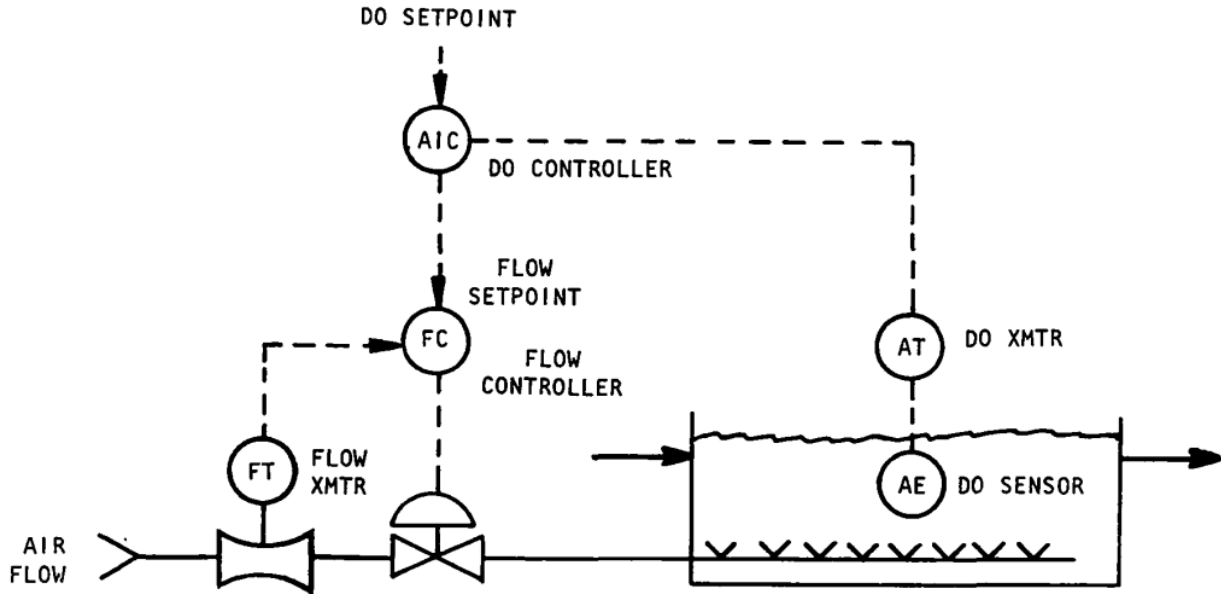 DO SETPOINT
AIC
DO CONTROLLER
FLOW
SETPOINT
FC
FLOW
CONTROLLER
AT
DO XMTR
FT
FLOW
XMTR
AE
DO SENSOR
AIR
FLOW